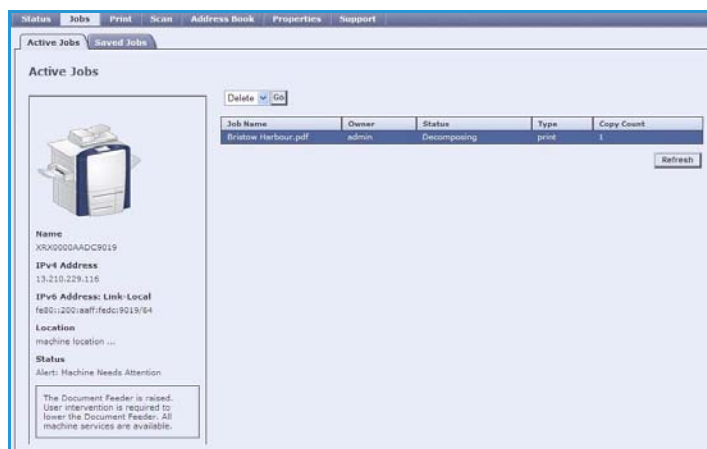 Status Jobs Print Scan Address Book Properties Support
Active Jobs Saved Jobs
Active Jobs
Delete Go
Job Name Owner Status Type Copy Count
Bristow Harbour.pdf admin Decomposing print 1
Refresh
Name
XRX0000AADC9019
IPv4 Address
13.210.229.116
IPv6 Address: Link-Local
fe80::200:aaff:fedc:9019/64
Location
machine location ...
Status
Alert: Machine Needs Attention
The Document Feeder is raised.
User intervention is required to
lower the Document Feeder. All
machine services are available.